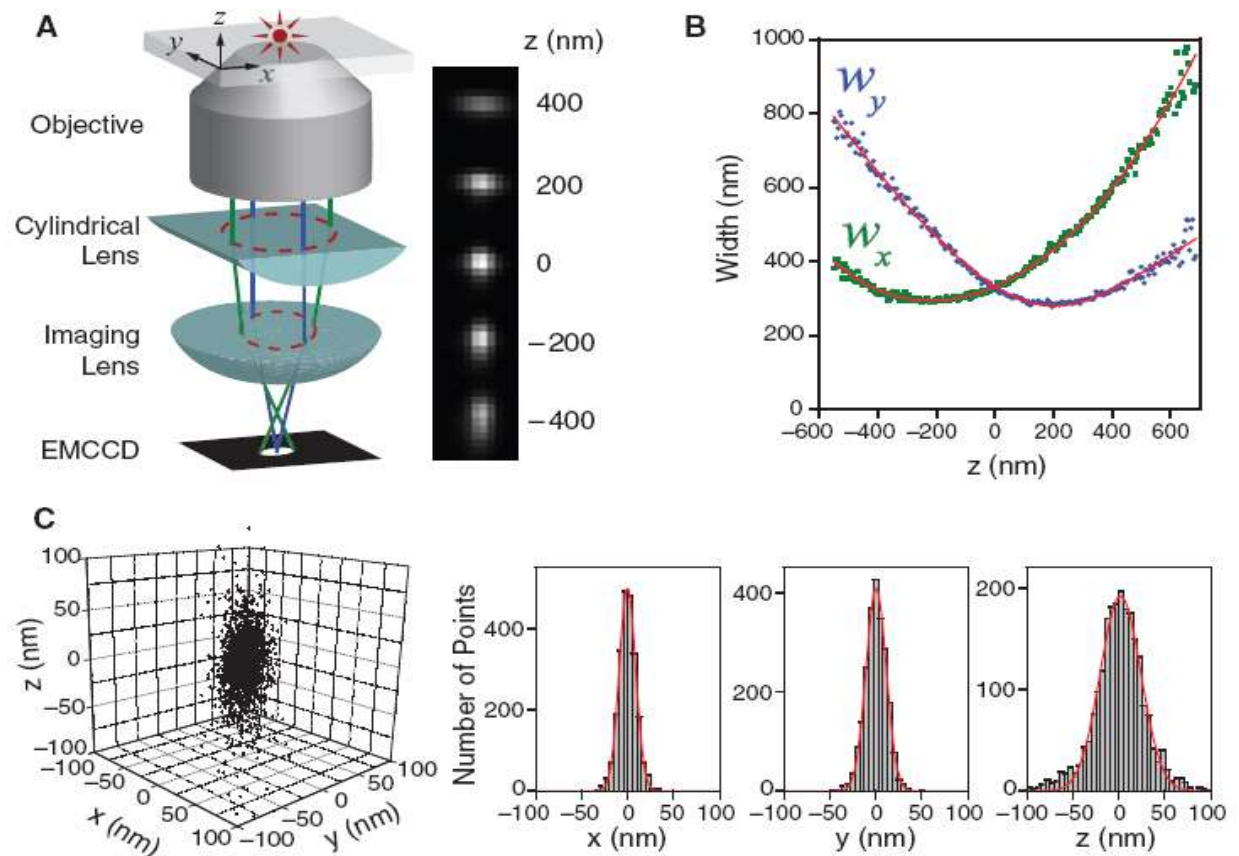 A
z
y
x
Objective
Cylindrical
Lens
Imaging
Lens
EMCCD
z (nm)
400
200
0
−200
−400
B
1000
800
600
400
200
0
Width (nm)
wy
wx
−600 −400 −200 0 200 400 600
z (nm)
C
100
50
0
−50
−100
z (nm)
−100
−50
0
50
100
x (nm)
−100
−50
0
50
100
y (nm)
Number of Points
400
200
0
−100 −50 0 50 100
x (nm)
400
200
0
−100 −50 0 50 100
y (nm)
200
100
0
−100 −50 0 50 100
z (nm)